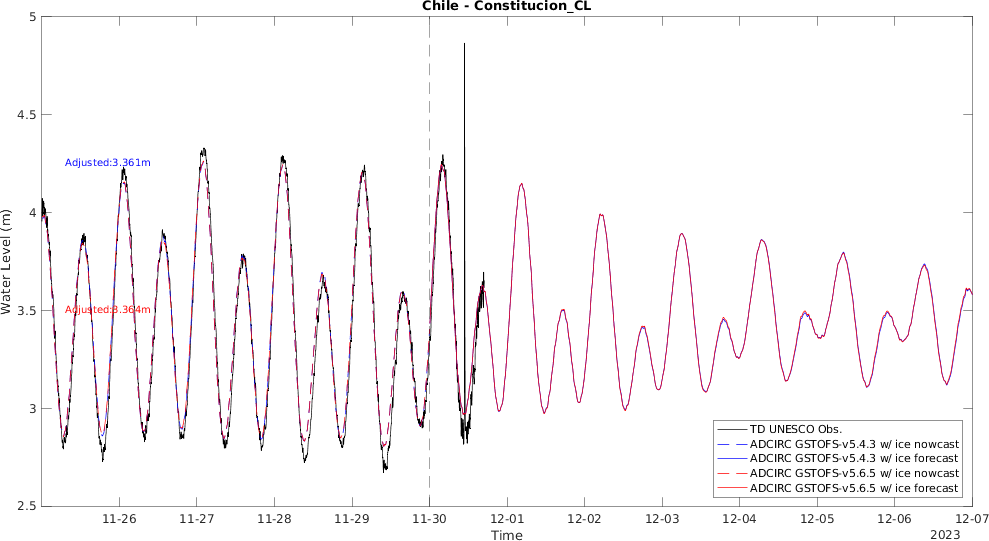 Chile - Constitucion_CL
5
4.5
4
3.5
3
2.5
Water Level (m)
Adjusted:3.361m
Adjusted:3.364m
TD UNESCO Obs.
ADCIRC GSTOFS-v5.4.3 w/ ice nowcast
ADCIRC GSTOFS-v5.4.3 w/ ice forecast
ADCIRC GSTOFS-v5.6.5 w/ ice nowcast
ADCIRC GSTOFS-v5.6.5 w/ ice forecast
11-26 11-27 11-28 11-29 11-30 12-01 12-02 12-03 12-04 12-05 12-06 12-07
Time
2023